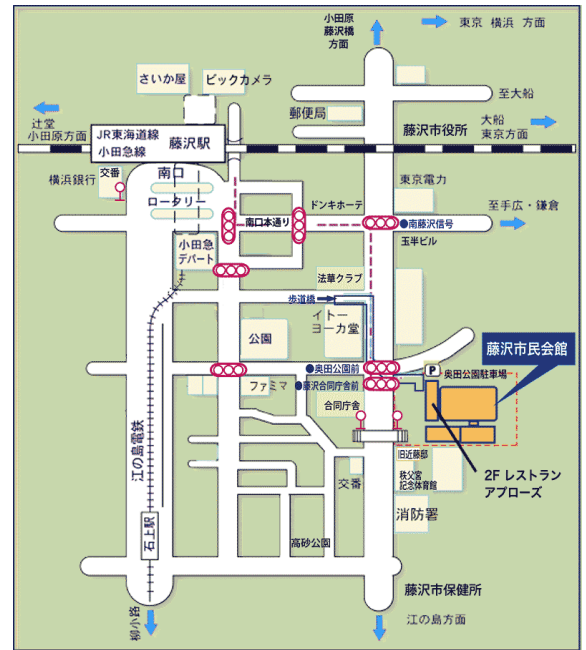 小田原
藤沢橋
方面
東京 横浜 方面
さいか屋
ビックカメラ
至大船
郵便局
辻堂
小田原方面
JR東海道線
小田急線
藤沢駅
藤沢市役所
大船
東京方面
横浜銀行
交番
南口
ロータリー
東京電力
ドンキホーテ
至手広・鎌倉
南口本通り
●南藤沢信号
玉半ビル
小田急
デパート
法華クラブ
歩道橋
イトー
ヨーカ堂
公園
藤沢市民会館
●奥田公園前
P
奥田公園駐車場
ファミマ
●藤沢合同庁舎前
合同庁舎
江の島電鉄
旧近藤邸
秩父宮
記念体育館
2F レストラン
アプローズ
交番
消防署
石上駅
高砂公園
藤沢市保健所
柳小路
江の島方面